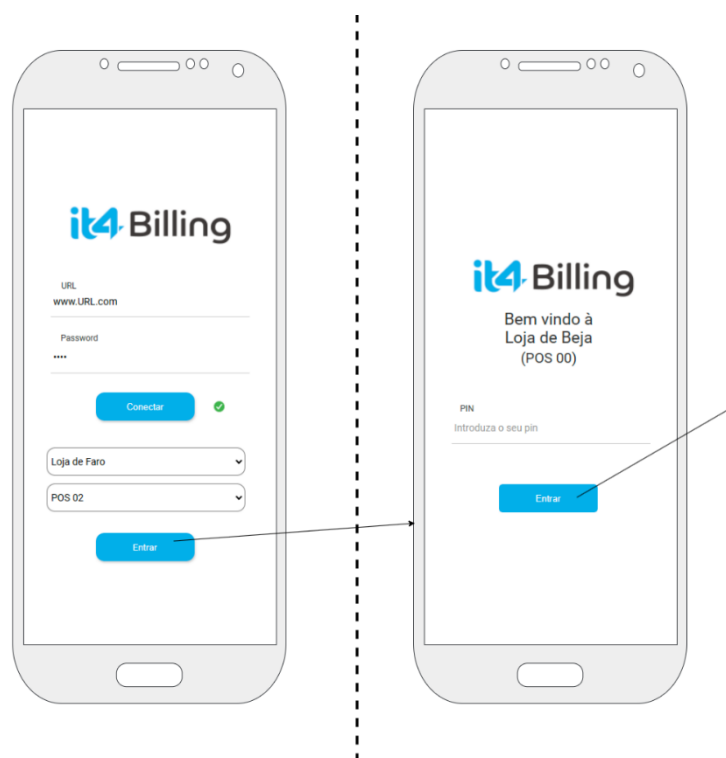 it4 Billing
URL
www.URL.com
Password
••••
Conectar
Loja de Faro
POS 02
Entrar
it4 Billing
Bem vindo à
Loja de Beja
(POS 00)
PIN
Introduza o seu pin
Entrar